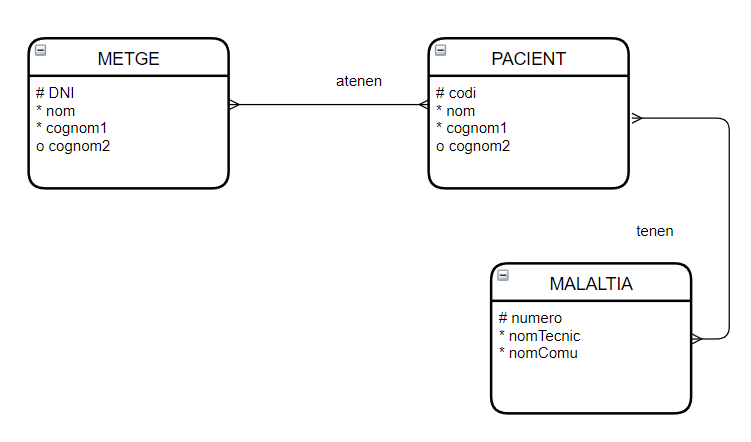 METGE
# DNI
* nom
* cognom1
o cognom2
atenen
PACIENT
# codi
* nom
* cognom1
o cognom2
tenen
MALALTIA
# numero
* nomTecnic
* nomComu